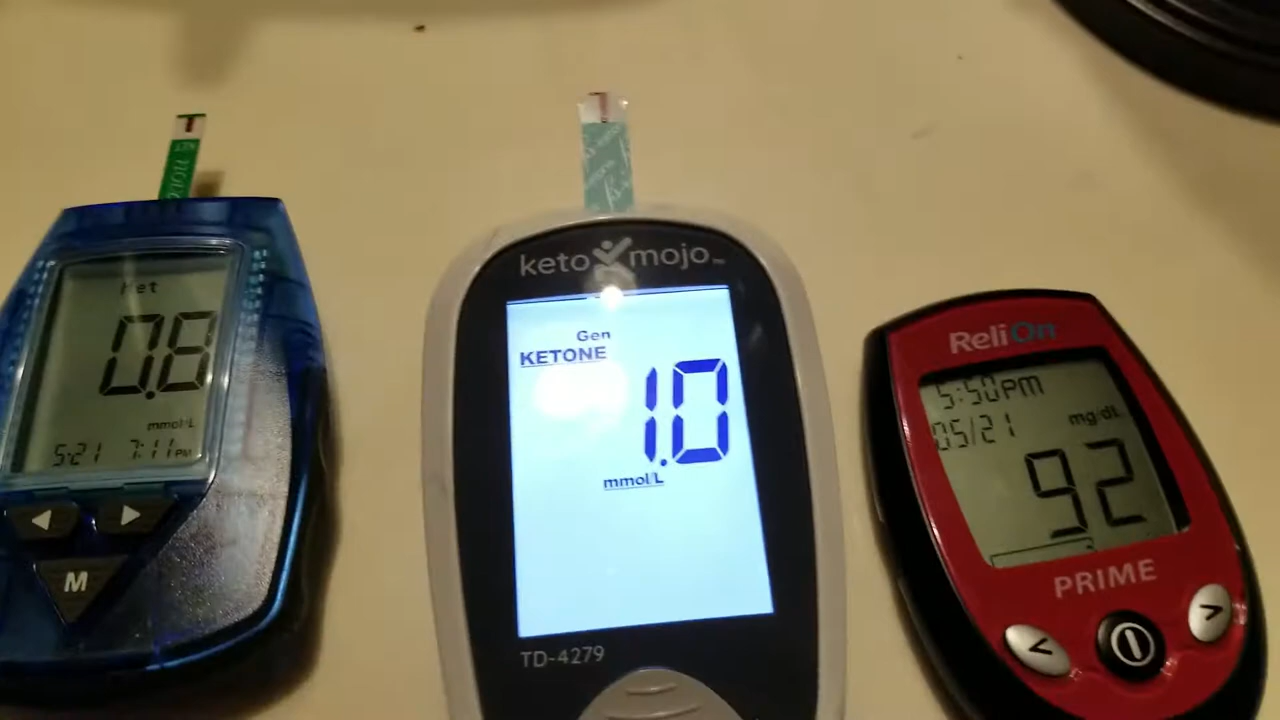 Ket
0.8
mmol/L
5-21 7:11PM
M
keto mojo
Gen
KETONE
1.0
mmol/L
TD-4279
ReliOn
5:50PM
05/21
mg/dL
92
PRIME